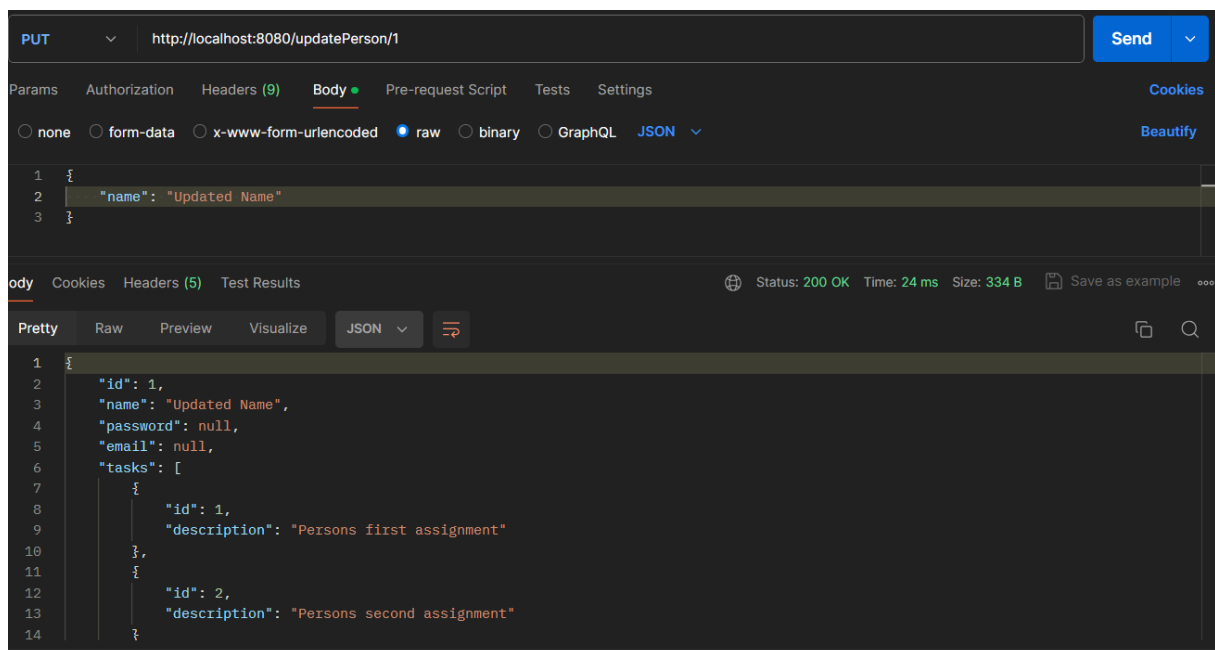 PUT http://localhost:8080/updatePerson/1 Send
Params Authorization Headers (9) Body Pre-request Script Tests Settings Cookies
none form-data x-www-form-urlencoded raw binary GraphQL JSON Beautify
1 {
2 "name": "Updated Name"
3 }
ody Cookies Headers (5) Test Results Status: 200 OK Time: 24 ms Size: 334 B Save as example
Pretty Raw Preview Visualize JSON
1 {
2 "id": 1,
3 "name": "Updated Name",
4 "password": null,
5 "email": null,
6 "tasks": [
7 {
8 "id": 1,
9 "description": "Persons first assignment"
10 },
11 {
12 "id": 2,
13 "description": "Persons second assignment"
14 }